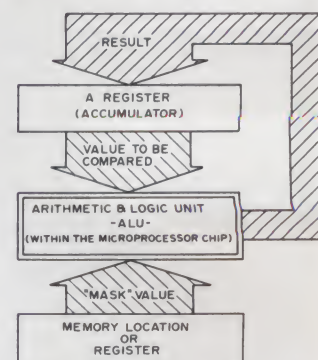 RESULT
A REGISTER
(ACCUMULATOR)
VALUE TO BE
COMPARED
ARITHMETIC & LOGIC UNIT
-ALU-
(WITHIN THE MICROPROCESSOR CHIP)
"MASK" VALUE
MEMORY LOCATION
OR
REGISTER